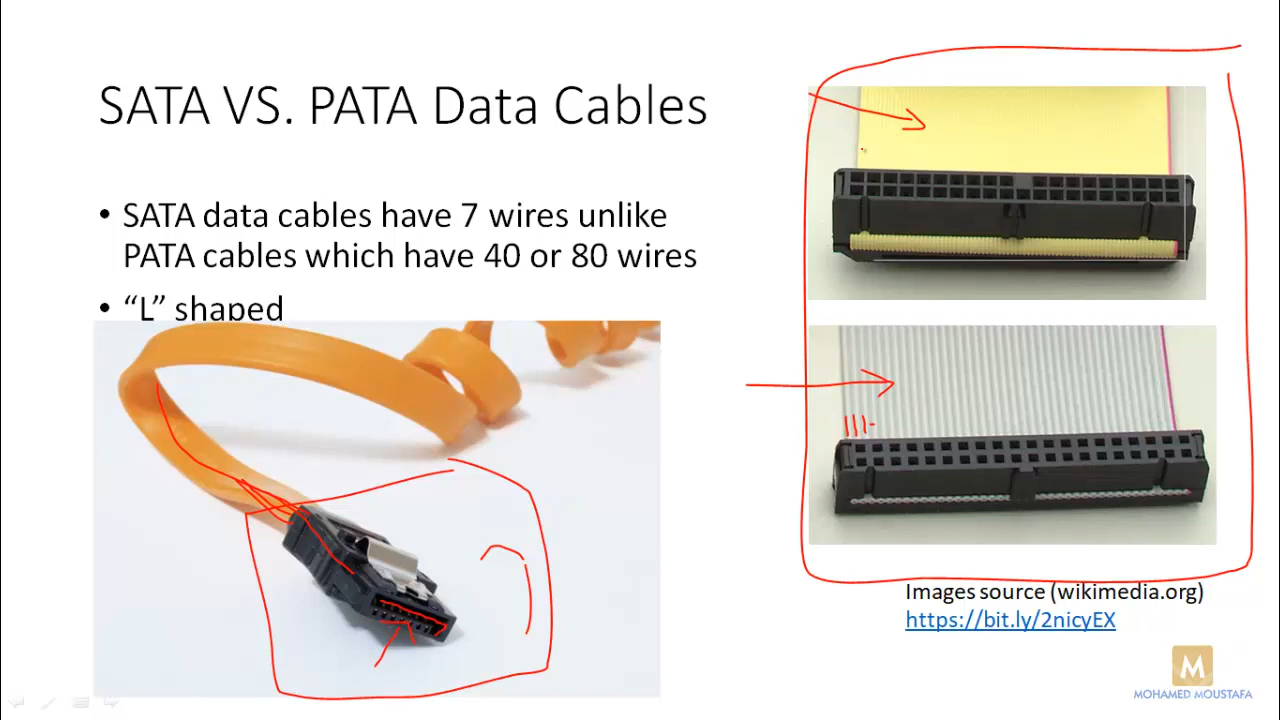 SATA VS. PATA Data Cables
• SATA data cables have 7 wires unlike
PATA cables which have 40 or 80 wires
• “L” shaped
Images source (wikimedia.org)
https://bit.ly/2nicyEX
M
MOHAMED MOUSTAFA